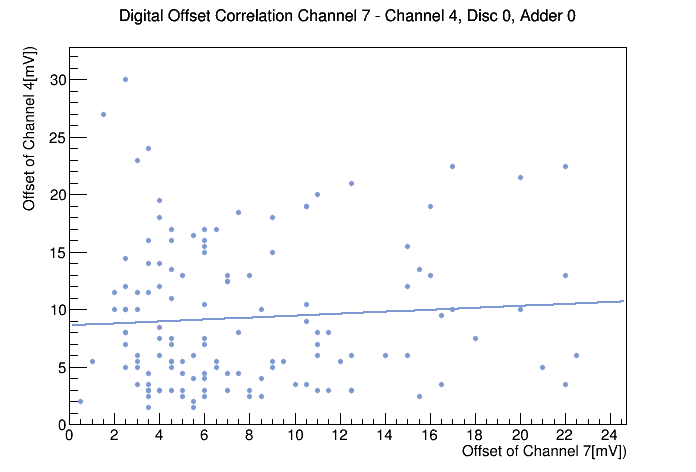 Digital Offset Correlation Channel 7 - Channel 4, Disc 0, Adder 0
Offset of Channel 4[mV])
30
25
20
15
10
5
0
0 2 4 6 8 10 12 14 16 18 20 22 24
Offset of Channel 7[mV])